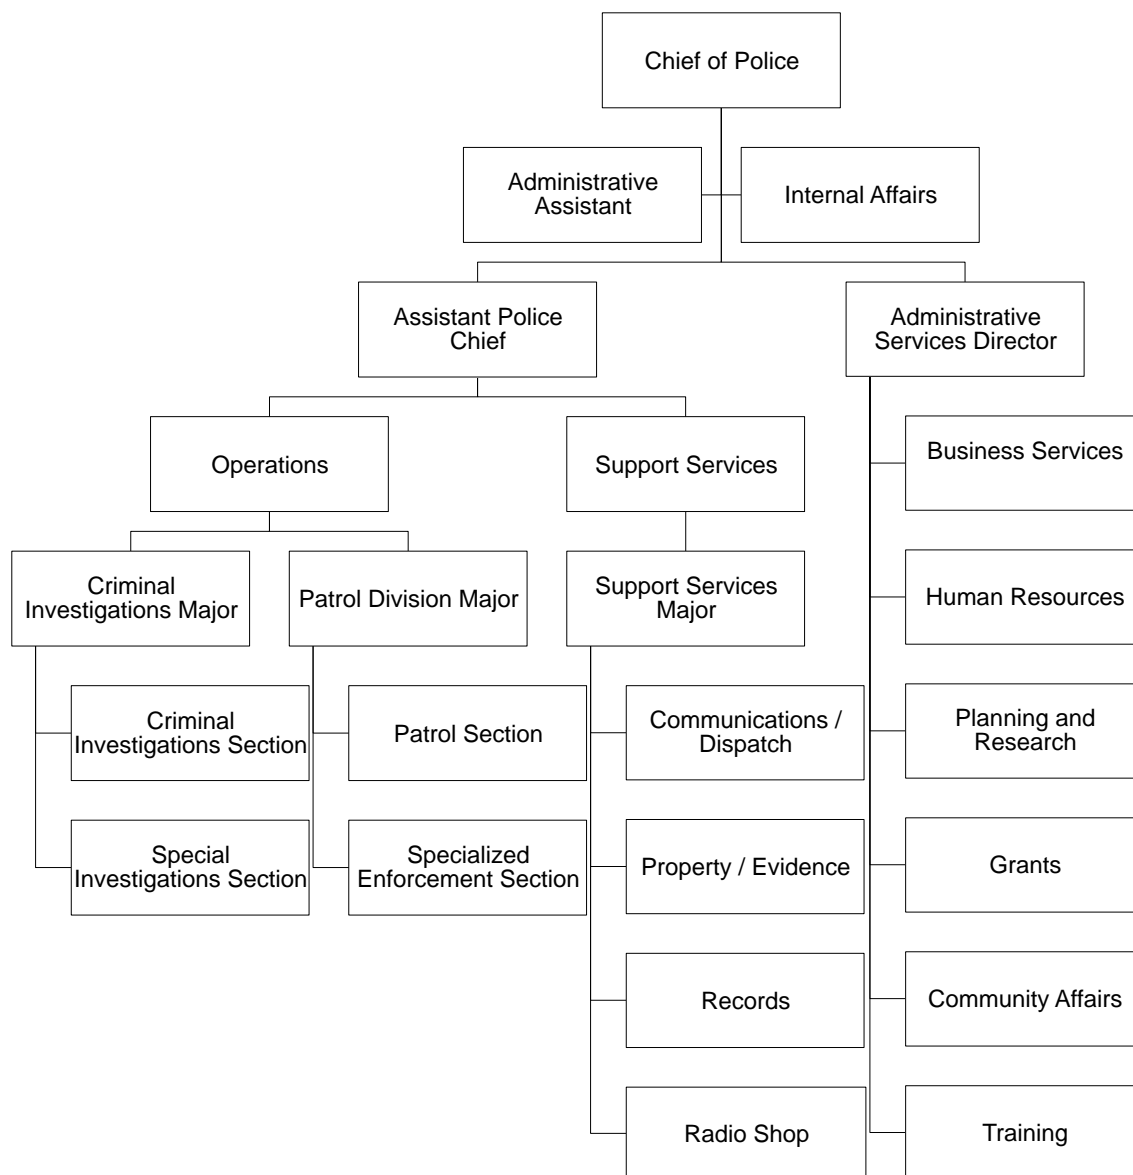 Chief of Police
Administrative
Assistant
Internal Affairs
Assistant Police
Chief
Administrative
Services Director
Operations
Support Services
Business Services
Criminal
Investigations Major
Patrol Division Major
Support Services
Major
Human Resources
Criminal
Investigations Section
Patrol Section
Communications /
Dispatch
Planning and
Research
Special
Investigations Section
Specialized
Enforcement Section
Property / Evidence
Grants
Records
Community Affairs
Radio Shop
Training